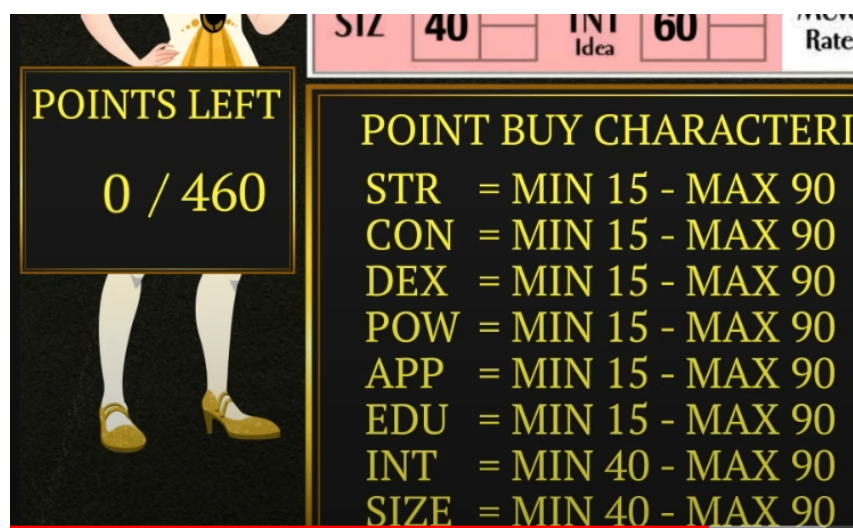 SIZ 40 INT 60
Idea Rate
POINTS LEFT
0 / 460
POINT BUY CHARACTERI
STR = MIN 15 - MAX 90
CON = MIN 15 - MAX 90
DEX = MIN 15 - MAX 90
POW = MIN 15 - MAX 90
APP = MIN 15 - MAX 90
EDU = MIN 15 - MAX 90
INT = MIN 40 - MAX 90
SIZE = MIN 40 - MAX 90